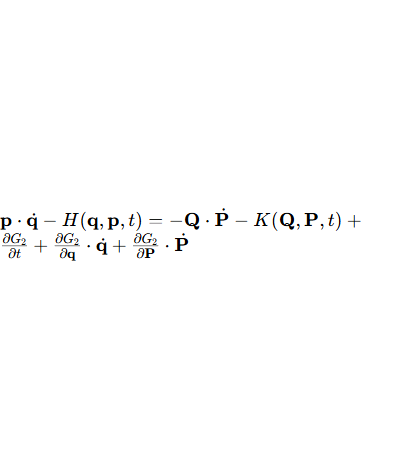 𝐩 · 𝐪̇ − H(𝐪, 𝐩, t) = −𝐐 · 𝐏̇ − K(𝐐, 𝐏, t) +
∂G₂/∂t + ∂G₂/∂𝐪 · 𝐪̇ + ∂G₂/∂𝐏 · 𝐏̇